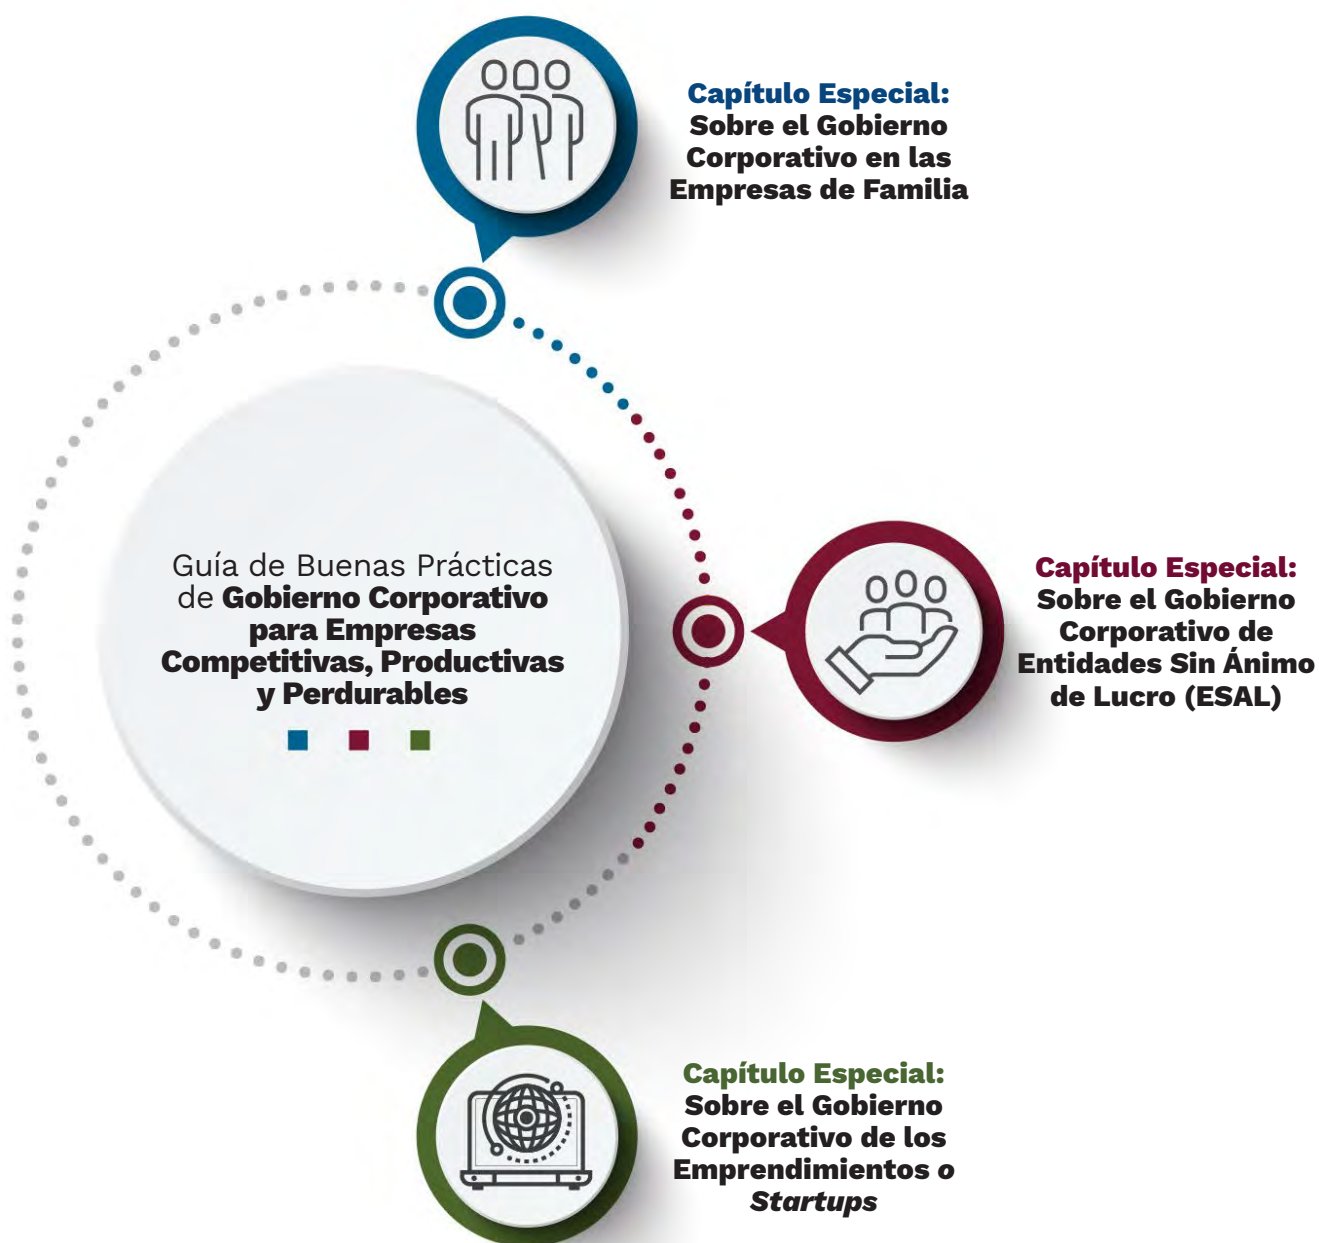 Capítulo Especial:
Sobre el Gobierno
Corporativo en las
Empresas de Familia
Guía de Buenas Prácticas
de Gobierno Corporativo
para Empresas
Competitivas, Productivas
y Perdurables
Capítulo Especial:
Sobre el Gobierno
Corporativo de
Entidades Sin Ánimo
de Lucro (ESAL)
Capítulo Especial:
Sobre el Gobierno
Corporativo de los
Emprendimientos o
Startups